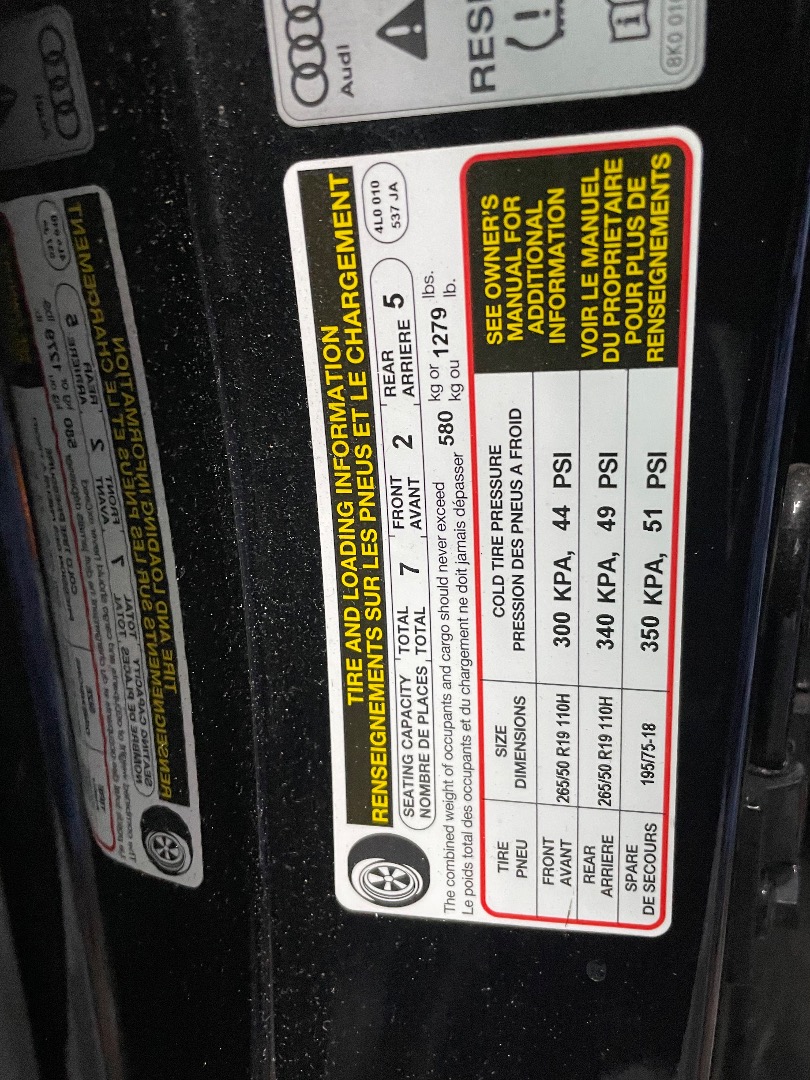 Audi
RES
8K0 010
TIRE AND LOADING INFORMATION
RENSEIGNEMENTS SUR LES PNEUS ET LE CHARGEMENT
SEATING CAPACITY TOTAL 7 FRONT 2 REAR 5
NOMBRE DE PLACES TOTAL AVANT ARRIERE
4L0 010
537 JA
The combined weight of occupants and cargo should never exceed 580 kg or 1279 lbs.
Le poids total des occupants et du chargement ne doit jamais dépasser kg ou lb.
TIRE SIZE COLD TIRE PRESSURE
PNEU DIMENSIONS PRESSION DES PNEUS A FROID
FRONT
AVANT 265/50 R19 110H 300 KPA, 44 PSI
REAR
ARRIERE 265/50 R19 110H 340 KPA, 49 PSI
SPARE
DE SECOURS 195/75-18 350 KPA, 51 PSI
SEE OWNER'S
MANUAL FOR
ADDITIONAL
INFORMATION
VOIR LE MANUEL
DU PROPRIETAIRE
POUR PLUS DE
RENSEIGNEMENTS